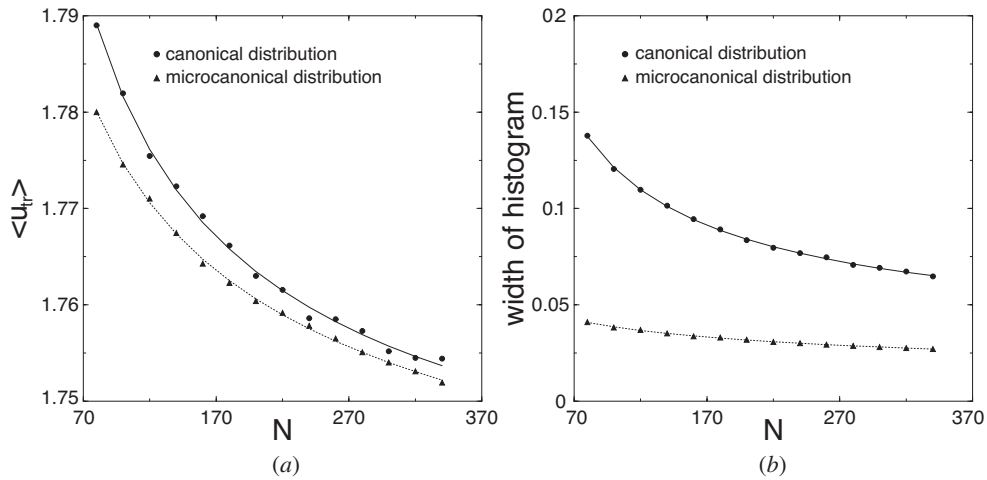 1.79
1.78
1.77
1.76
1.75
<u_tr>
canonical distribution
microcanonical distribution
70
170
270
370
N
(a)
0.2
0.15
0.1
0.05
0
width of histogram
canonical distribution
microcanonical distribution
70
170
270
370
N
(b)